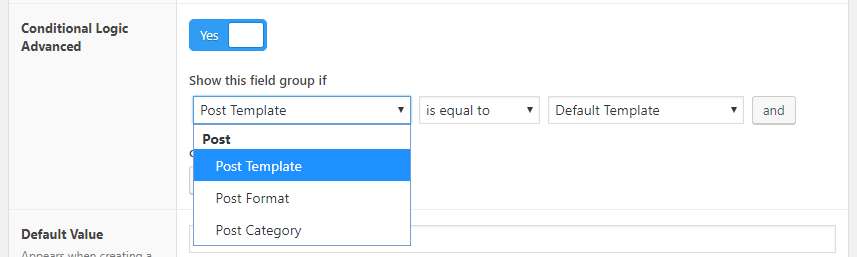 Conditional Logic
Advanced
Yes
Show this field group if
Post Template
is equal to
Default Template
and
Post
Post Template
Post Format
Post Category
Default Value
Appears when creating a